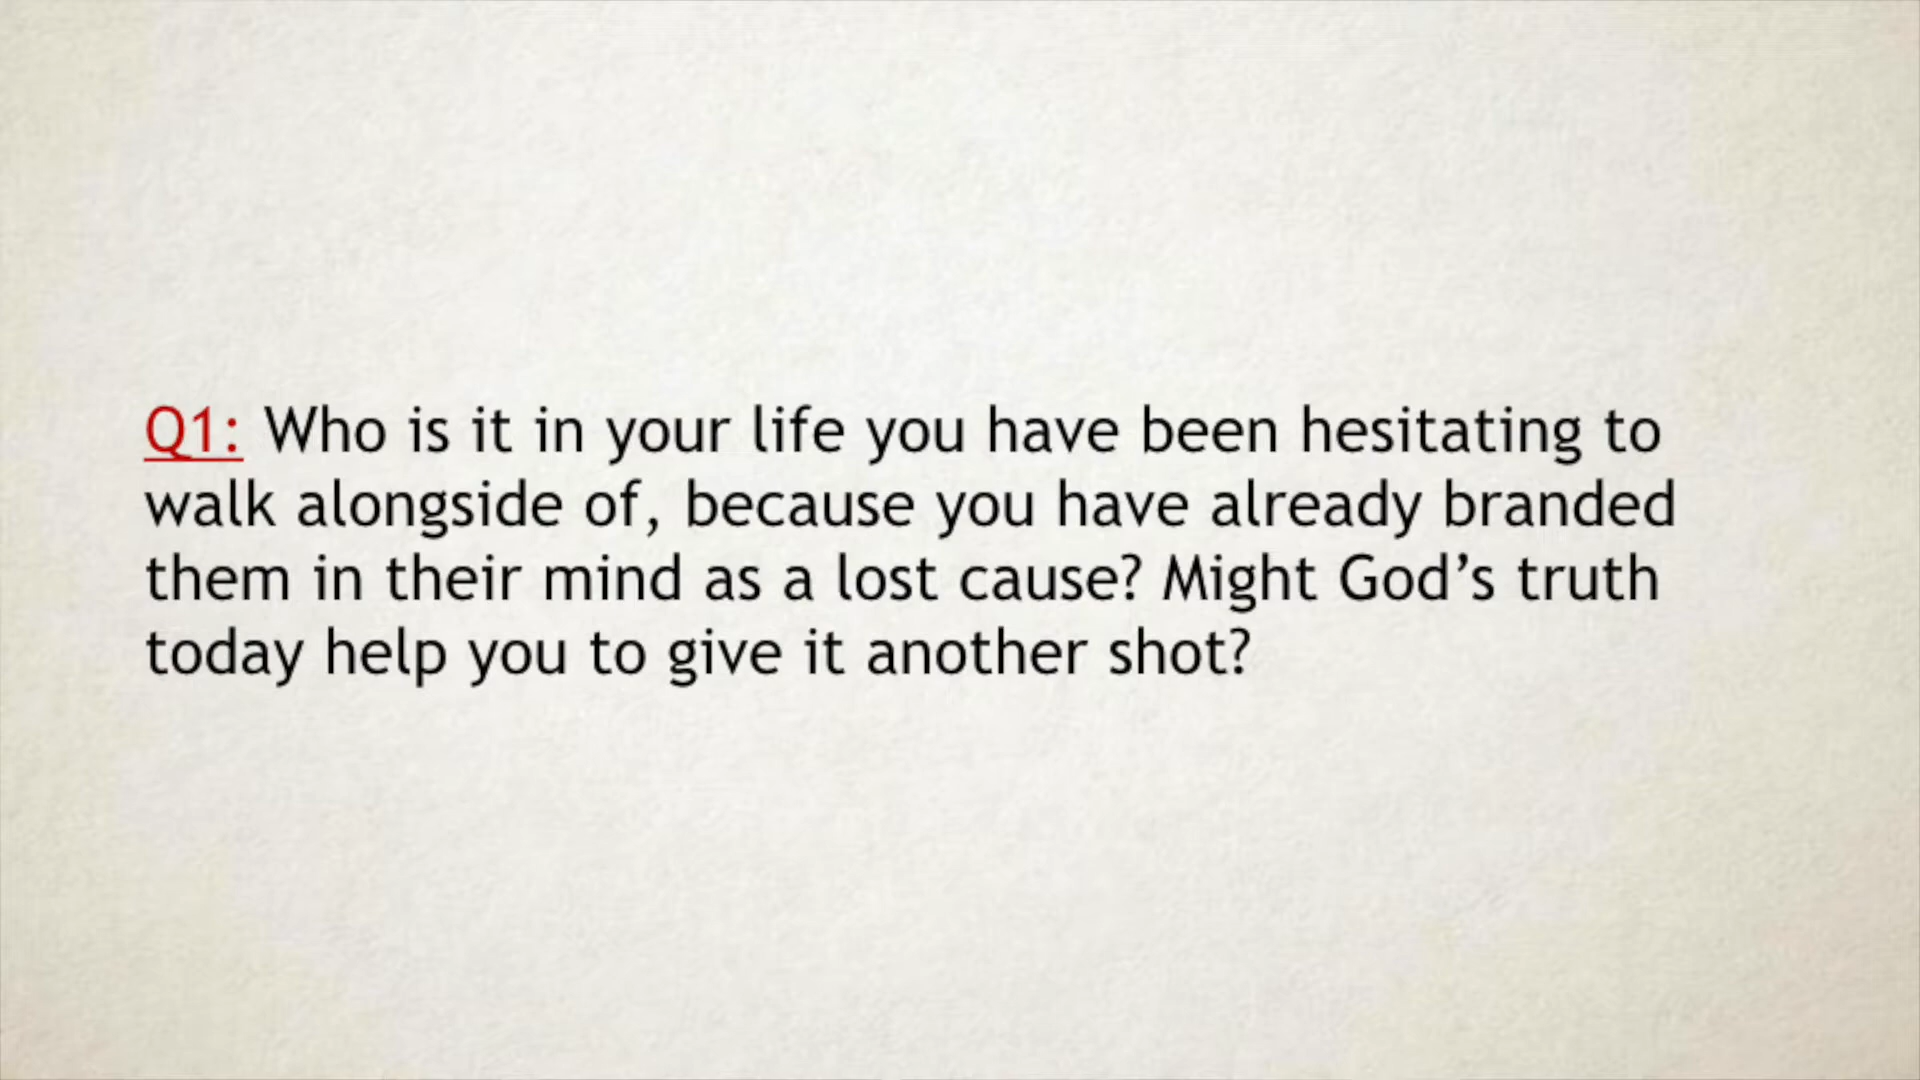 Q1: Who is it in your life you have been hesitating to
walk alongside of, because you have already branded
them in their mind as a lost cause? Might God’s truth
today help you to give it another shot?